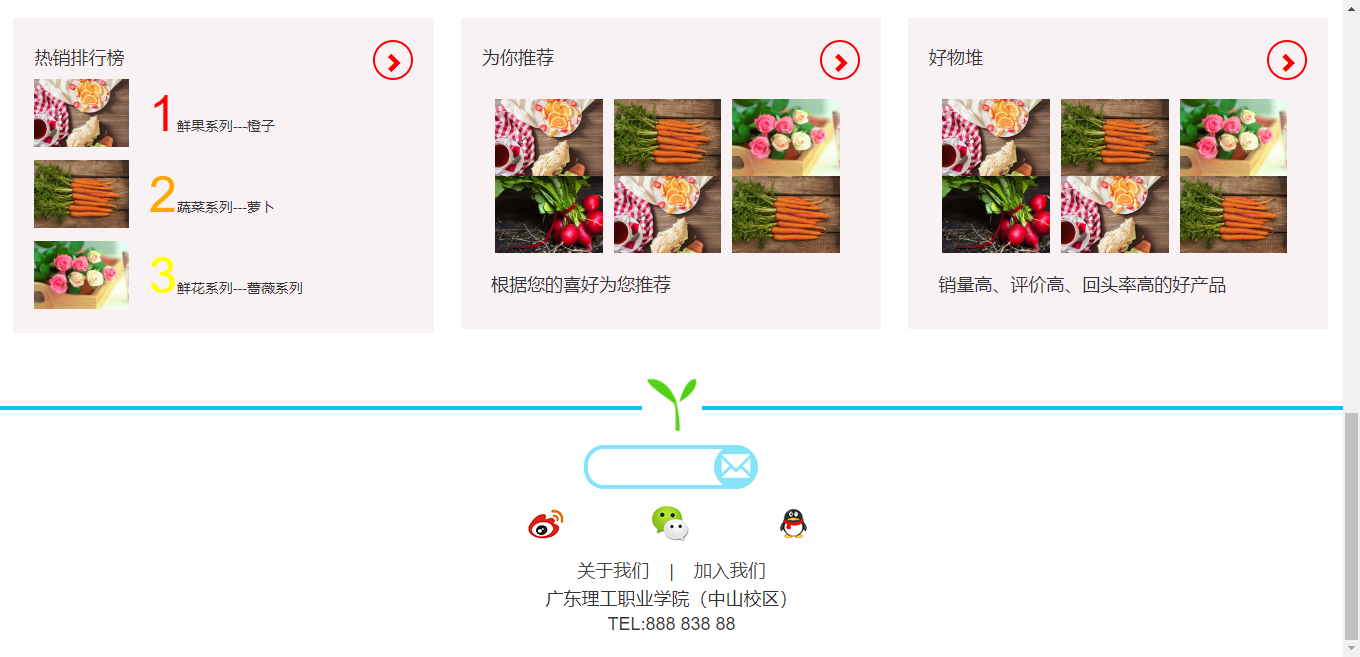 热销排行榜
1 鲜果系列---橙子
2 蔬菜系列---萝卜
3 鲜花系列---蔷薇系列
为你推荐
根据您的喜好为您推荐
好物堆
销量高、评价高、回头率高的好产品
关于我们 | 加入我们
广东理工职业学院（中山校区）
TEL:888 838 88